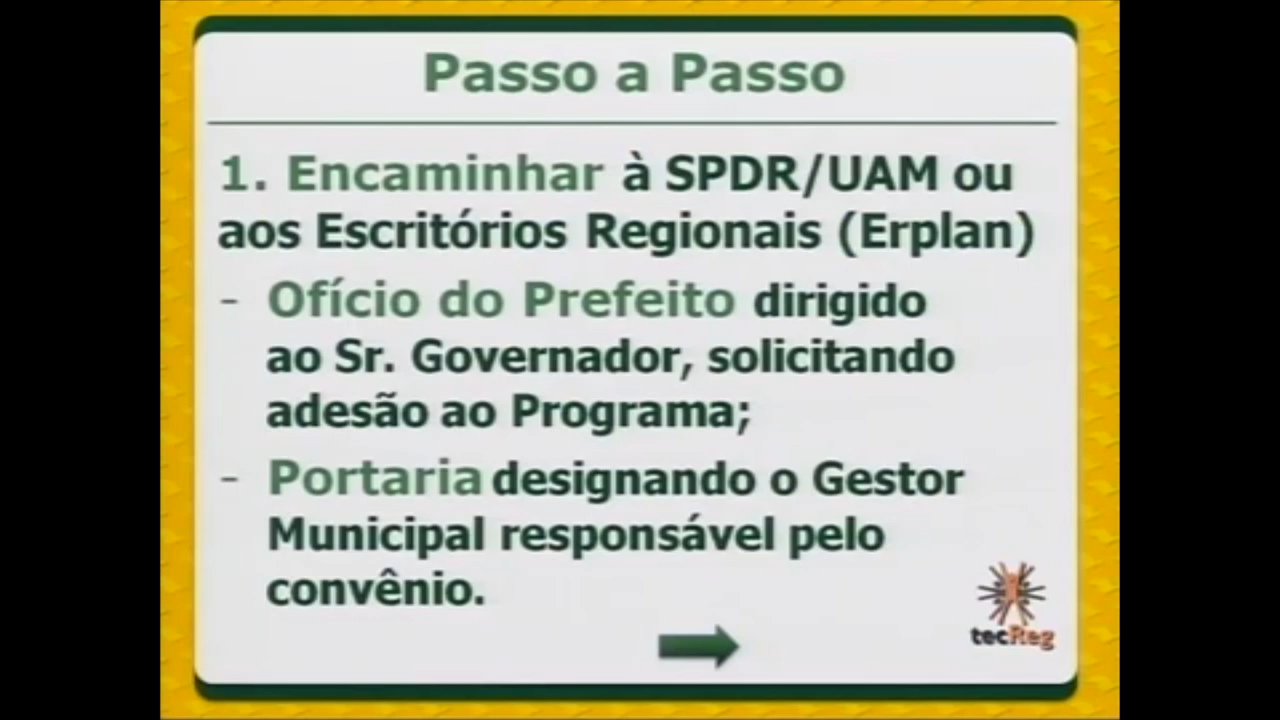 Passo a Passo
1. Encaminhar à SPDR/UAM ou
aos Escritórios Regionais (Erplan)
- Ofício do Prefeito dirigido
ao Sr. Governador, solicitando
adesão ao Programa;
- Portaria designando o Gestor
Municipal responsável pelo
convênio.
tecReg